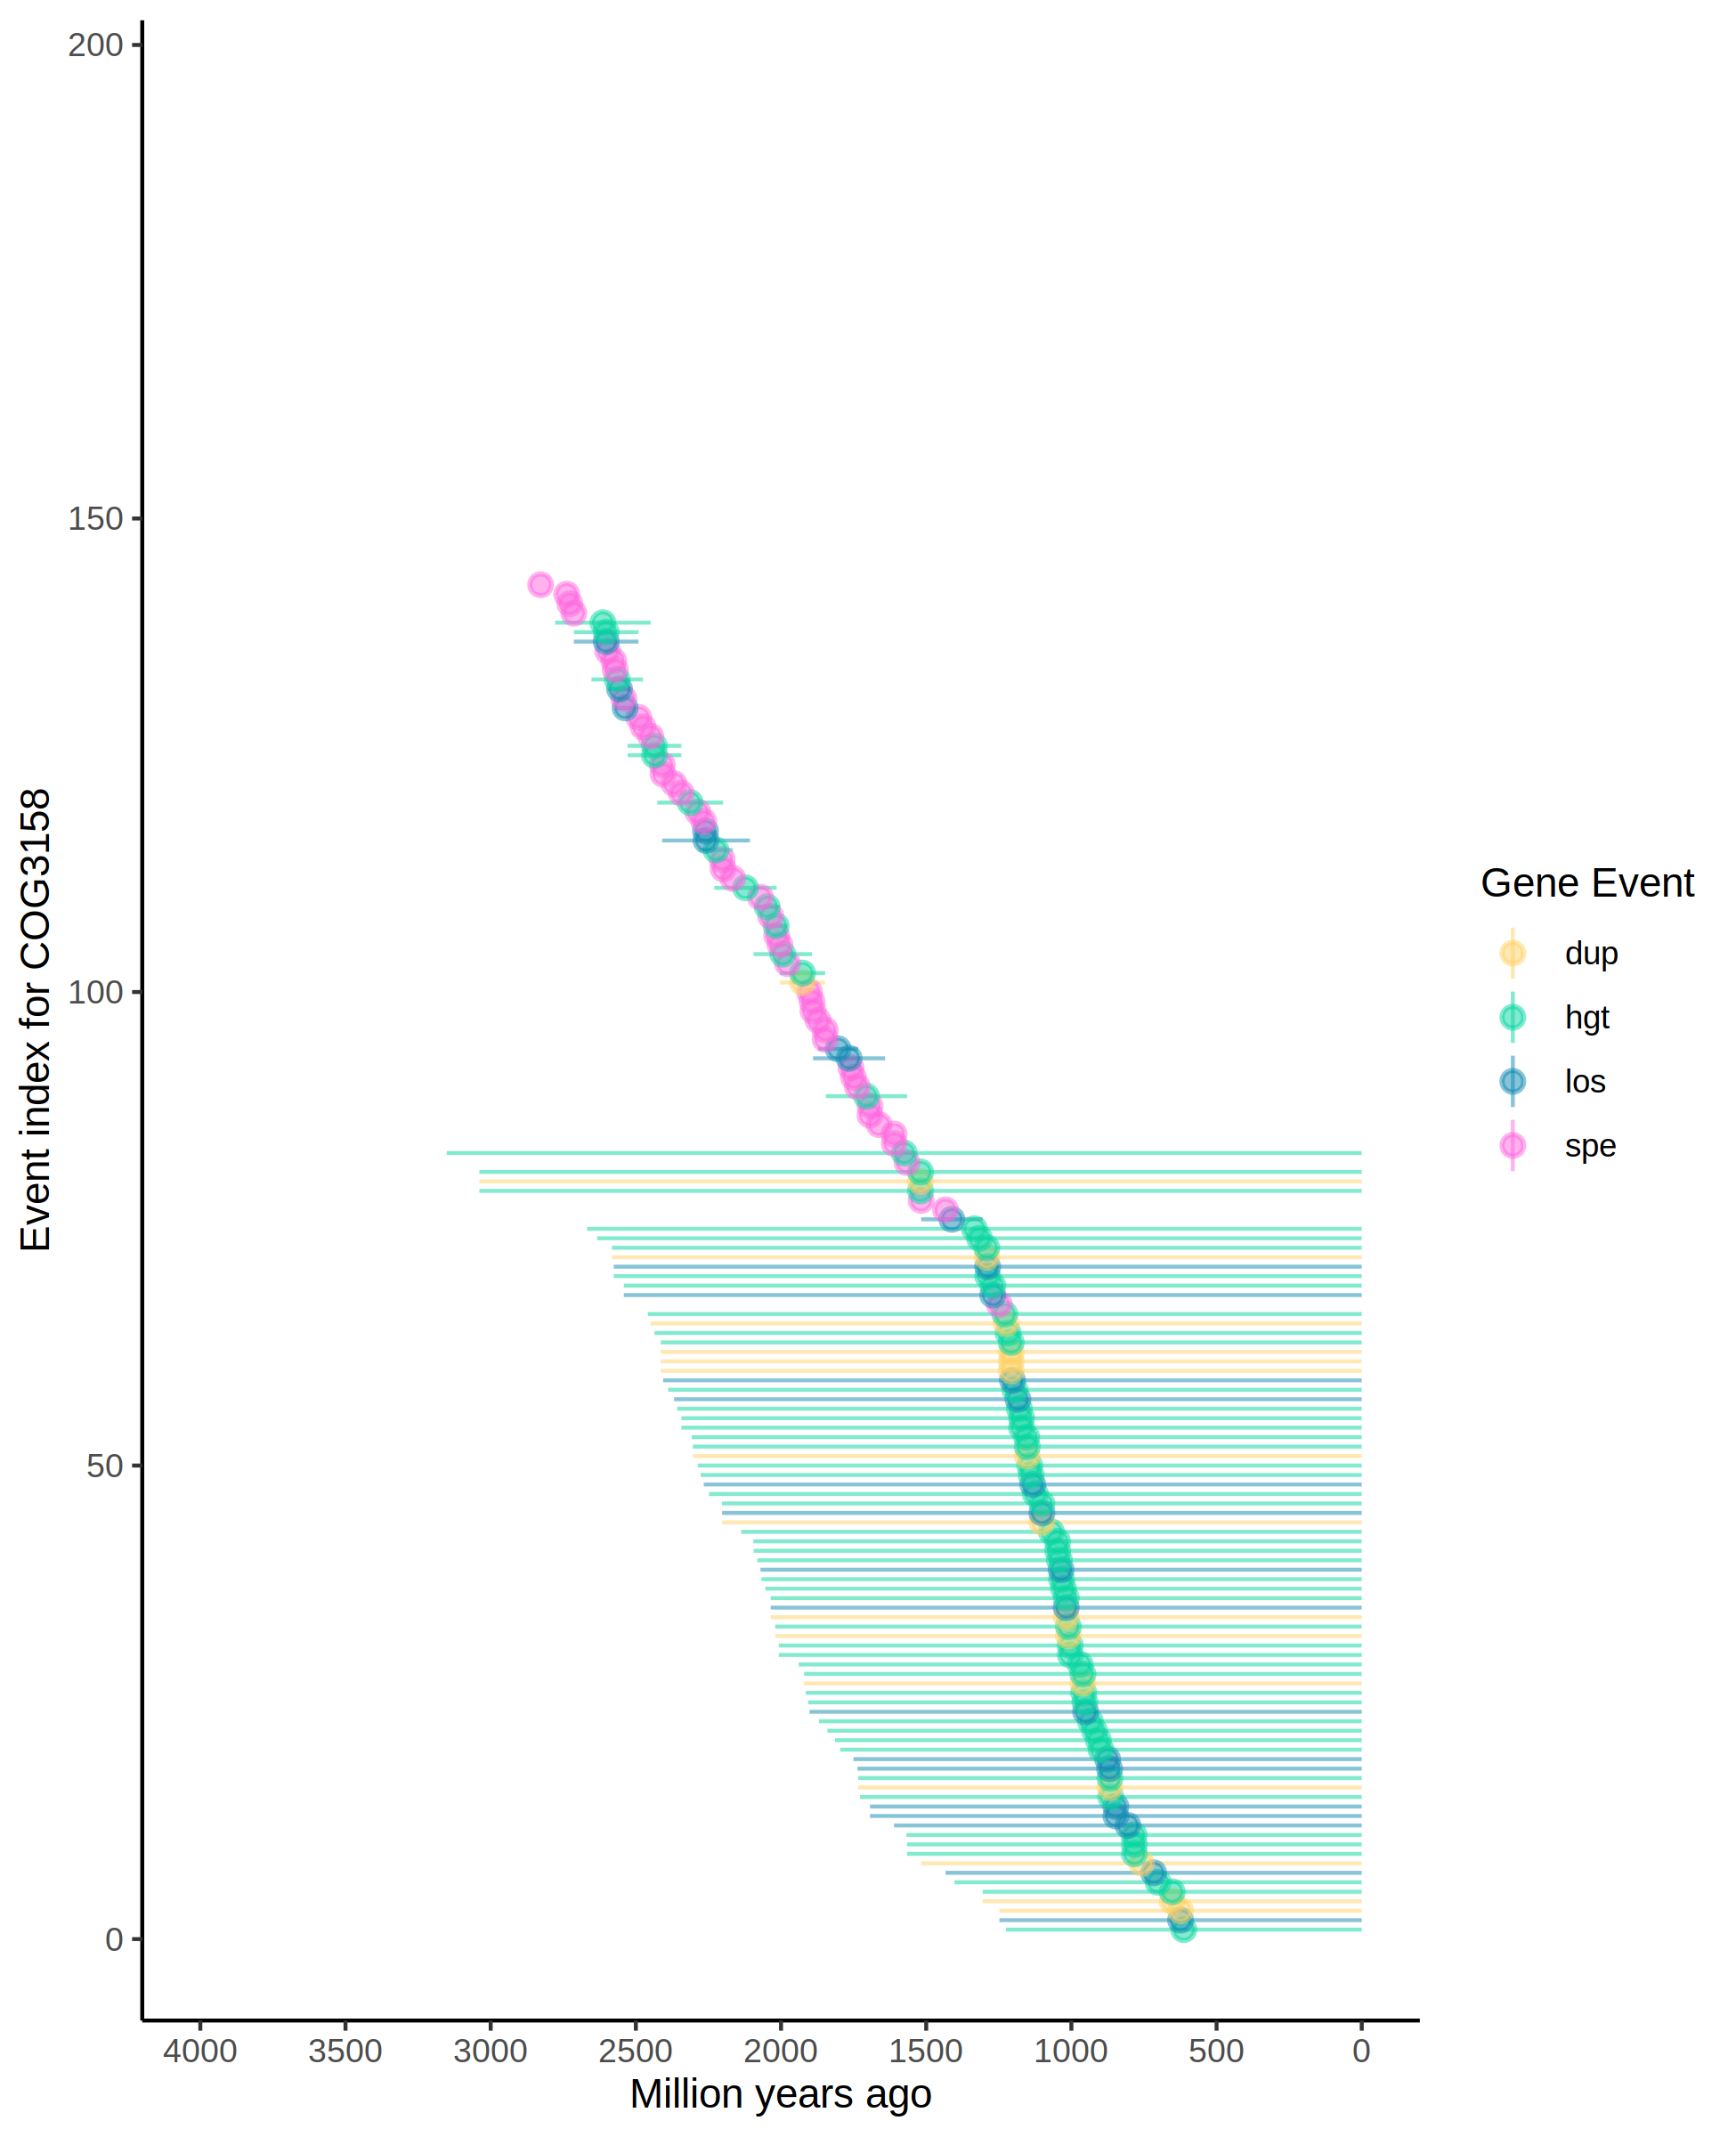 Event index for COG3158
200
150
100
50
0
4000 3500 3000 2500 2000 1500 1000 500 0
Million years ago
Gene Event
dup
hgt
los
spe